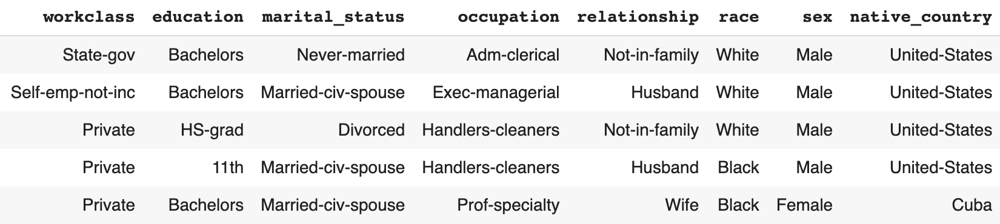 workclass education marital_status occupation relationship race sex native_country
State-gov Bachelors Never-married Adm-clerical Not-in-family White Male United-States
Self-emp-not-inc Bachelors Married-civ-spouse Exec-managerial Husband White Male United-States
Private HS-grad Divorced Handlers-cleaners Not-in-family White Male United-States
Private 11th Married-civ-spouse Handlers-cleaners Husband Black Male United-States
Private Bachelors Married-civ-spouse Prof-specialty Wife Black Female Cuba